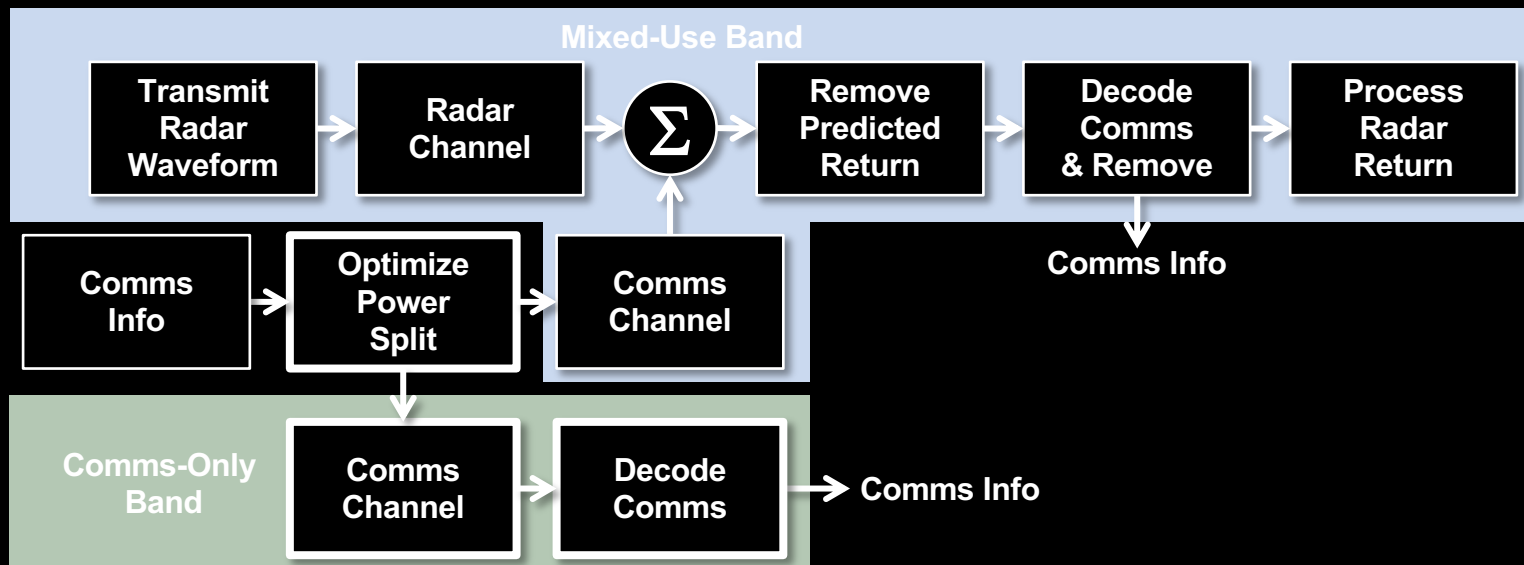 Mixed-Use Band
Transmit
Radar
Waveform
Radar
Channel
Σ
Remove
Predicted
Return
Decode
Comms
& Remove
Process
Radar
Return
Comms
Info
Optimize
Power
Split
Comms
Channel
Comms Info
Comms-Only
Band
Comms
Channel
Decode
Comms
Comms Info